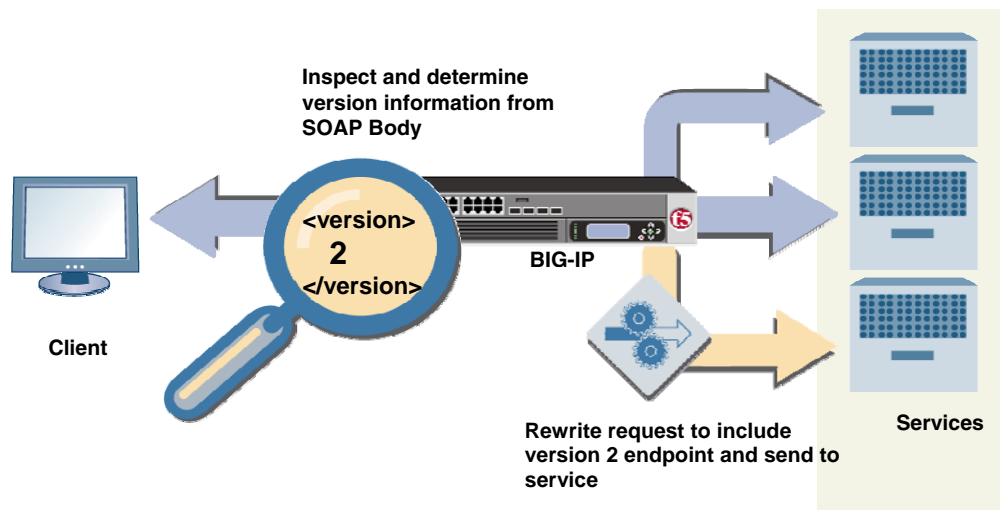 Inspect and determine
version information from
SOAP Body
<version>
2
</version>
f5
BIG-IP
Client
Services
Rewrite request to include
version 2 endpoint and send to
service